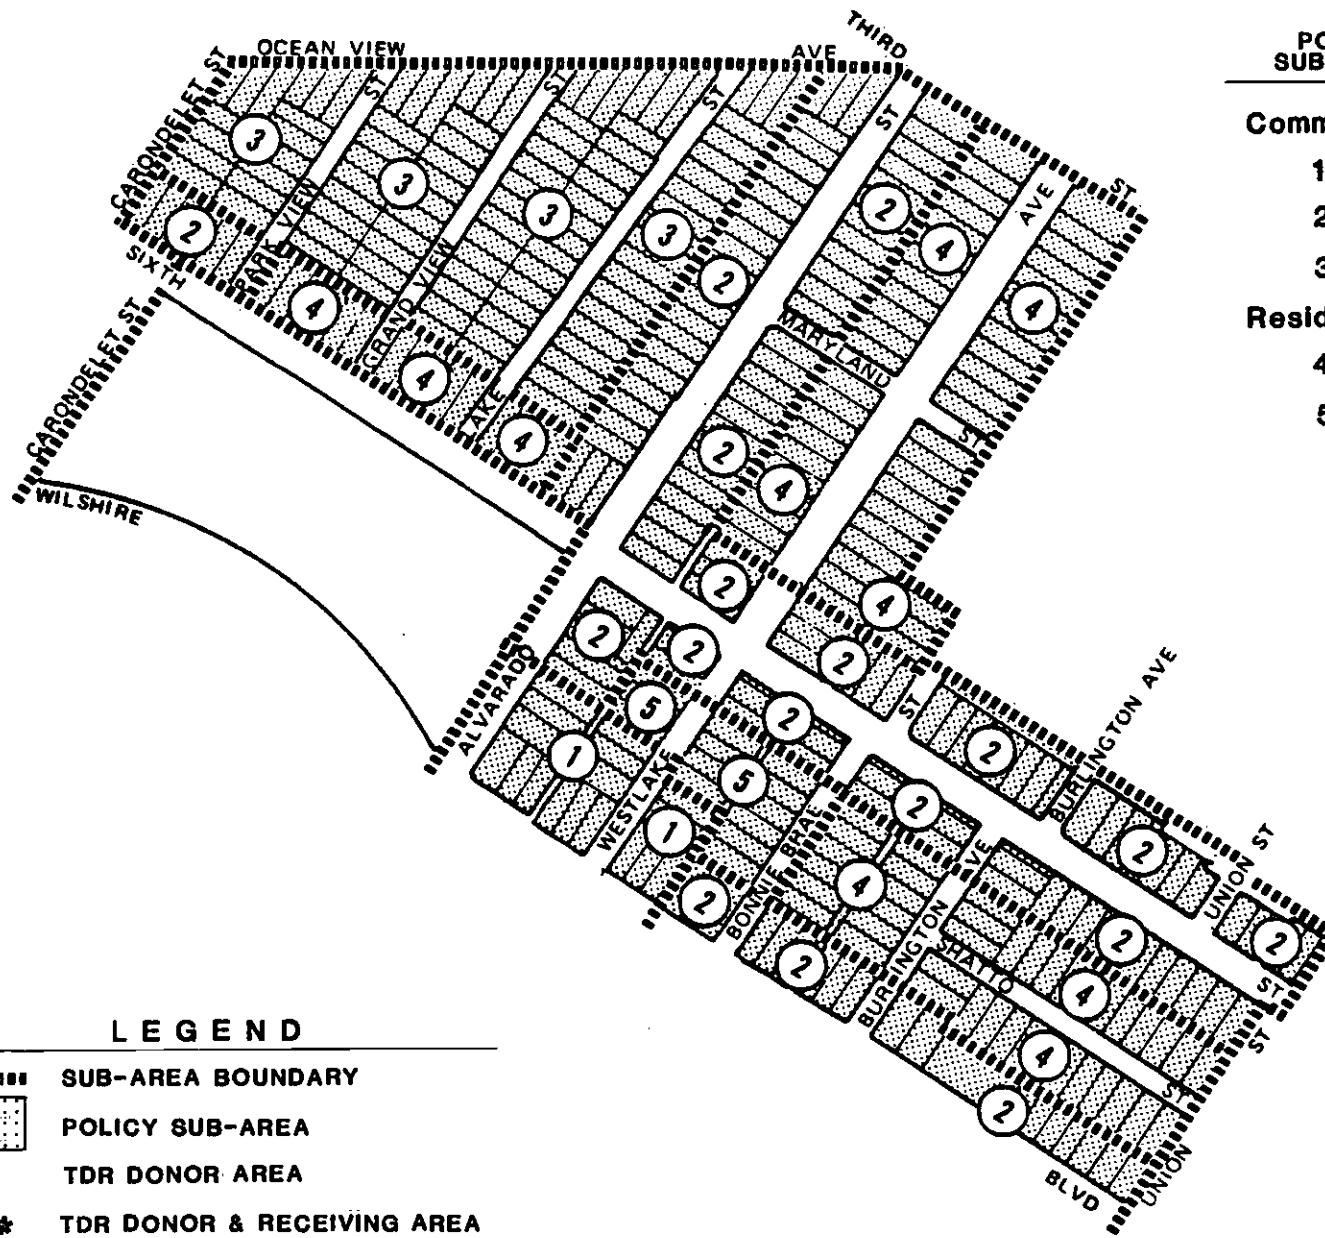 OCEAN VIEW AVE
THIRD ST
CARONDELET ST
PARK VIEW ST
GRAND VIEW ST
LAKE ST
ST
AVE
3
3
3
3
2
2
4
4
2
4
4
4
MARYLAND ST
SIXTH ST
2
4
2
4
2
2
2
5
1
2
5
1
2
2
4
2
2
4
2
2
2
2
4
4
2
CARONDELET ST
WILSHIRE BLVD
ALVARADO
WESTLAKE
BONNIE BRAE ST
BURLINGTON AVE
BURLINGTON AVE
SHATTO ST
UNION ST
UNION ST
PO
SUB
Comm
1
2
3
Resid
4
5
LEGEND
SUB-AREA BOUNDARY
POLICY SUB-AREA
TDR DONOR AREA
* TDR DONOR & RECEIVING AREA